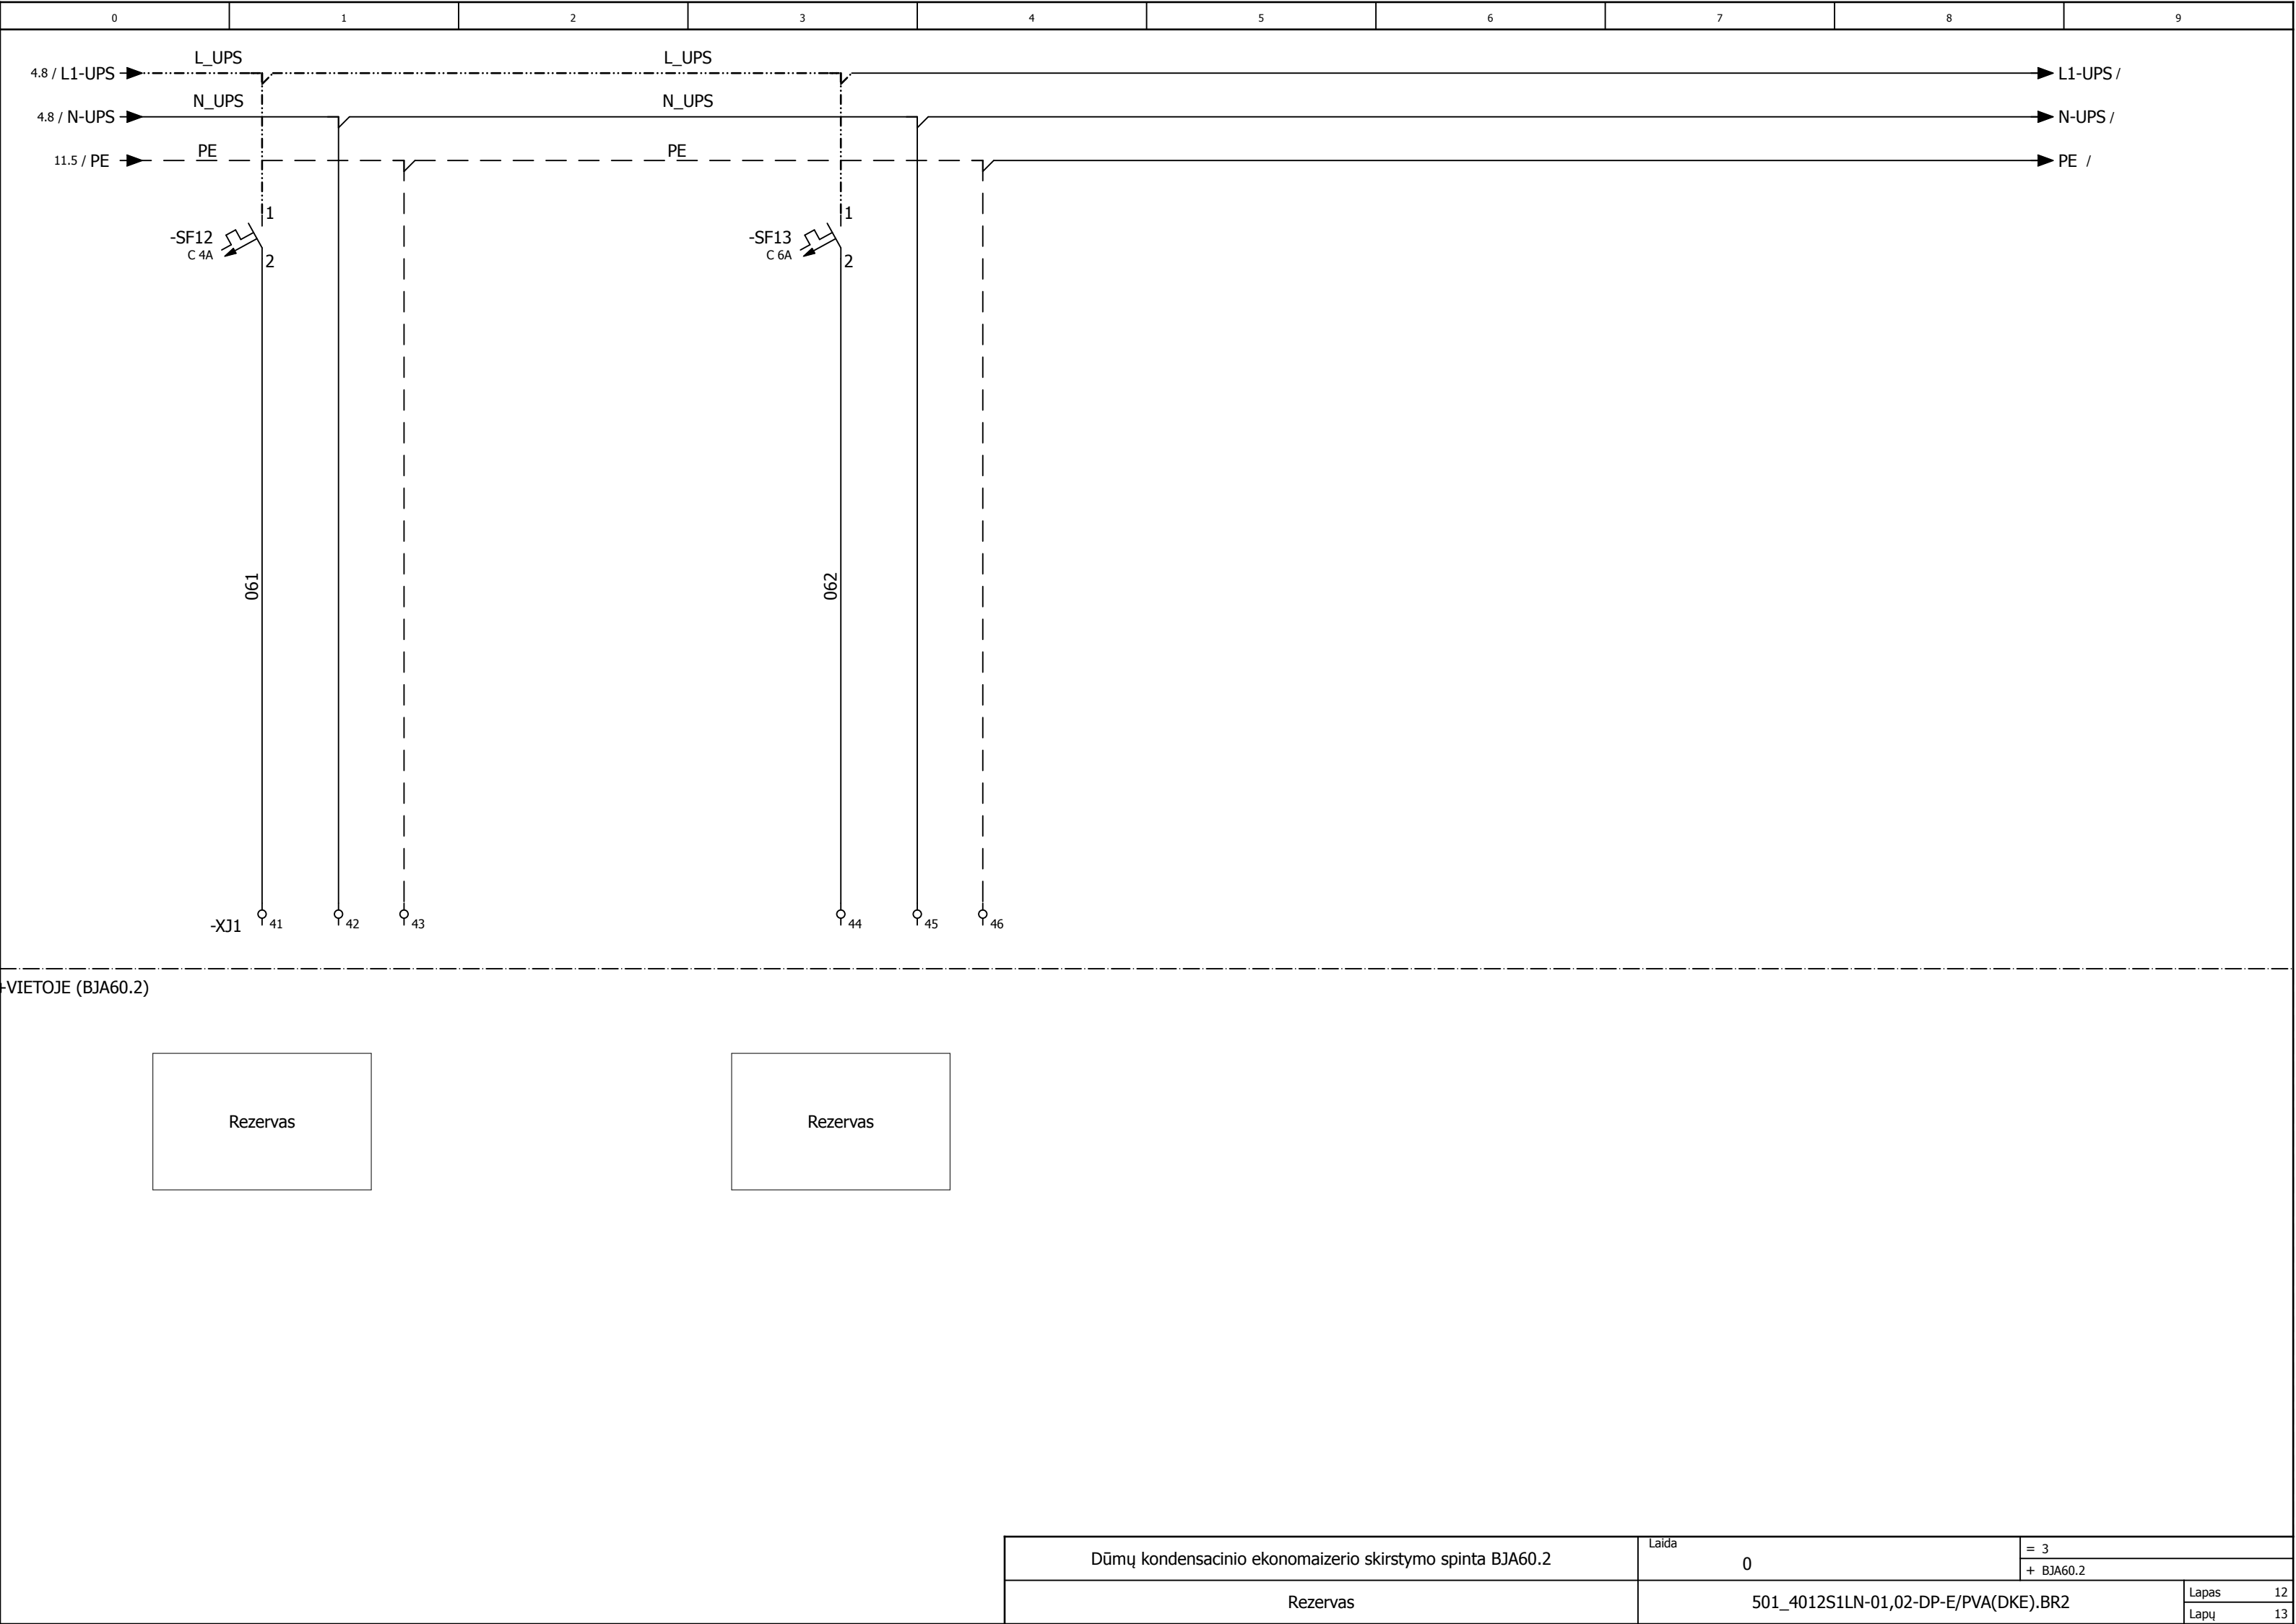 0 1 2 3 4 5 6 7 8 9
L_UPS L_UPS
4.8 / L1-UPS L1-UPS /
N_UPS N_UPS
4.8 / N-UPS N-UPS /
PE PE
11.5 / PE PE /
1 1
-SF12 -SF13
C 4A C 6A
2 2
061 062
-XJ1 41 42 43 44 45 46
+VIETOJE (BJA60.2)
Rezervas Rezervas
Dūmų kondensacinio ekonomaizerio skirstymo spinta BJA60.2
Laida
0
= 3
+ BJA60.2
Rezervas
501_4012S1LN-01,02-DP-E/PVA(DKE).BR2
Lapas 12
Lapų 13